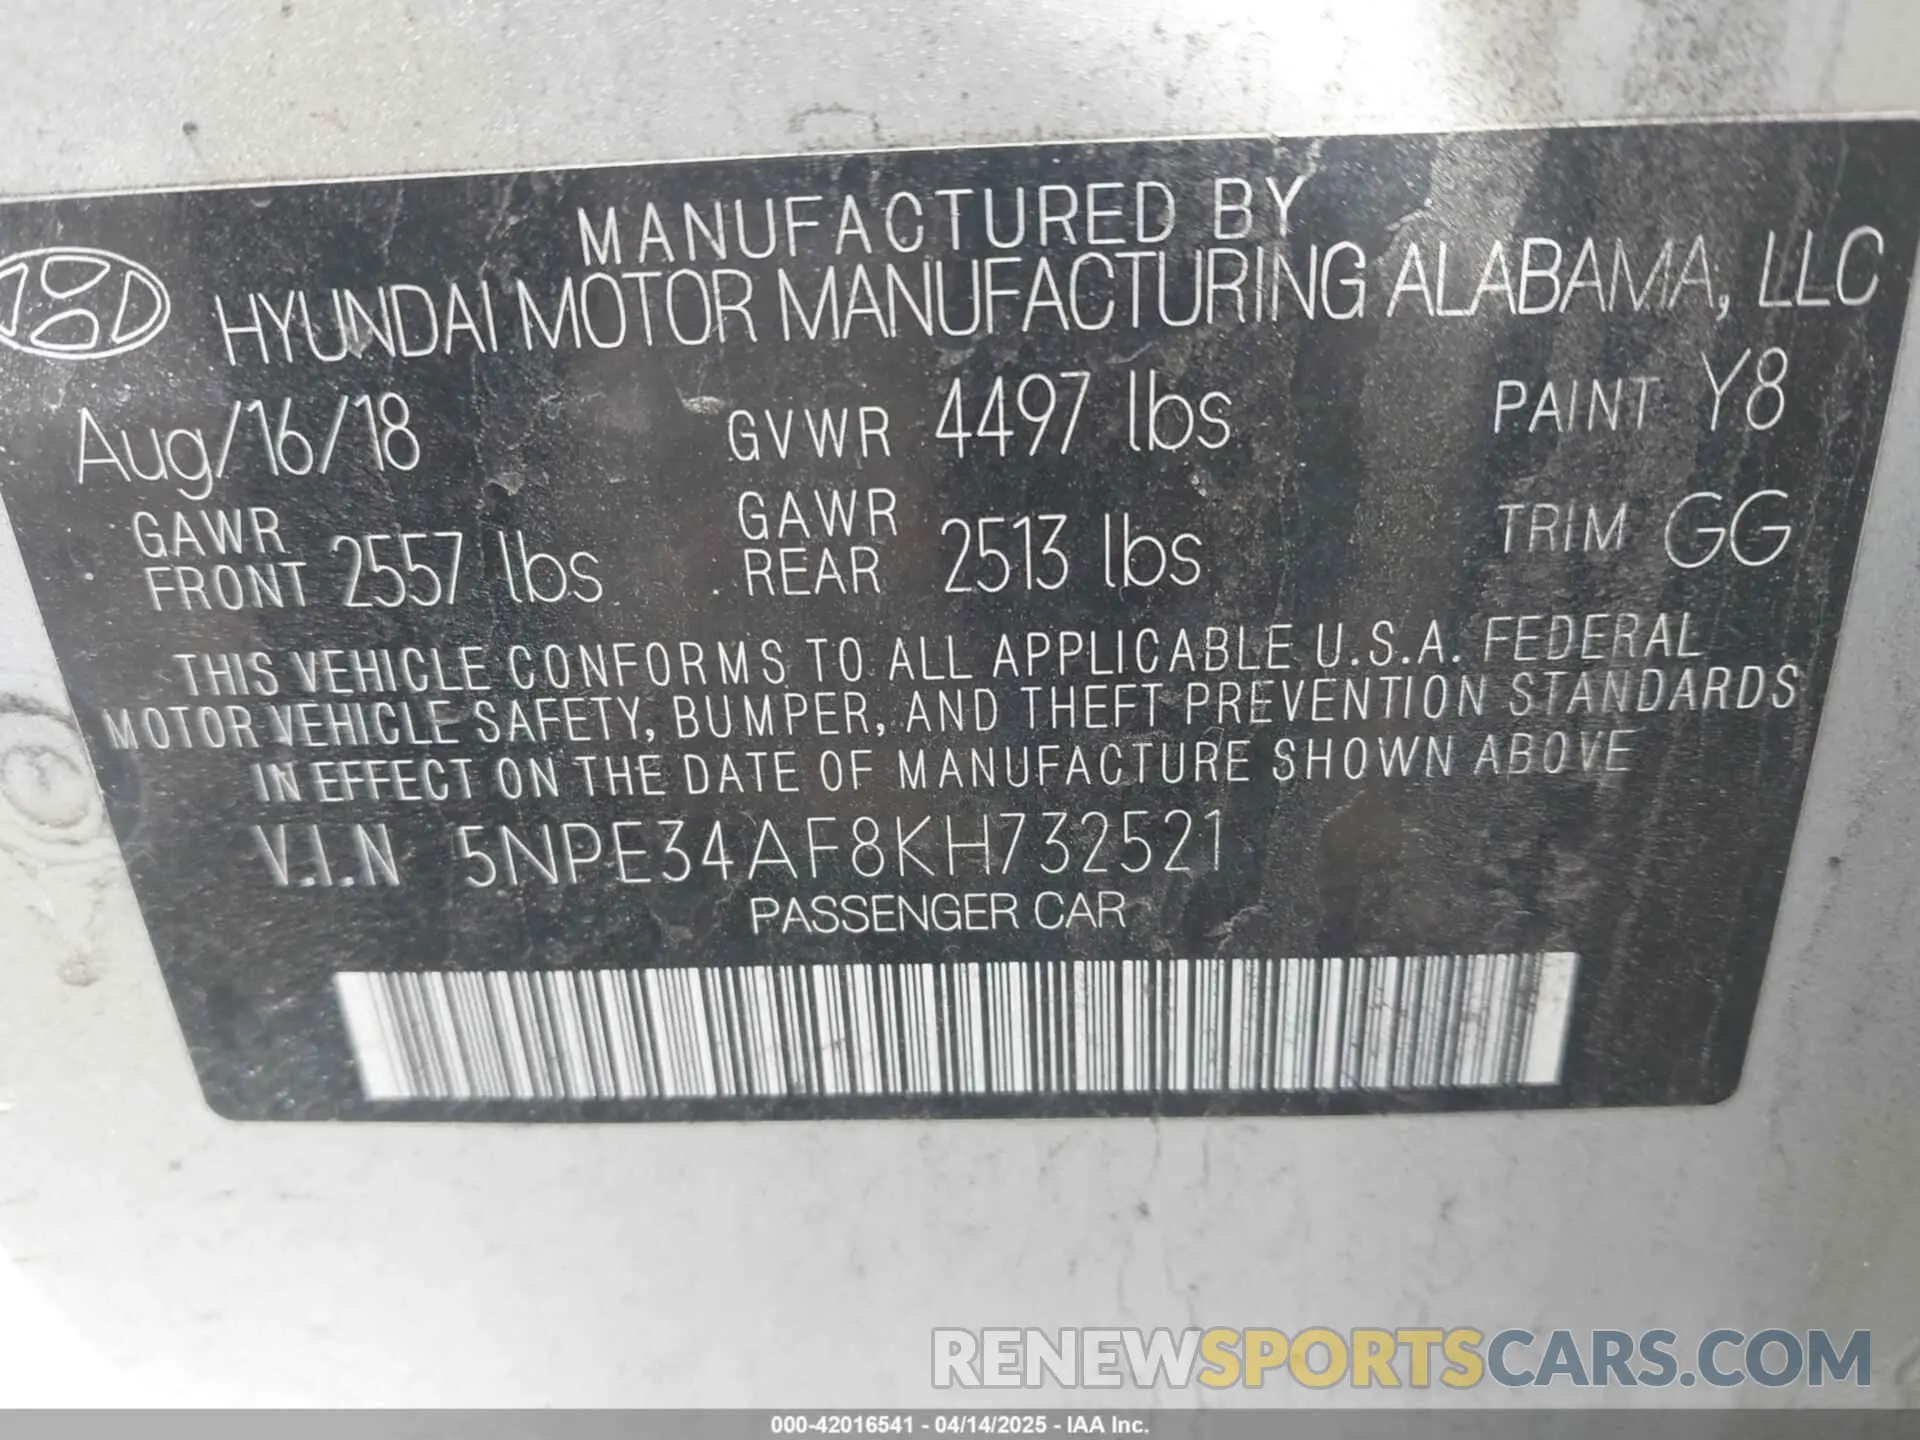 MANUFACTURED BY
HYUNDAI MOTOR MANUFACTURING ALABAMA, LLC
Aug/16/18 GVWR 4497 lbs PAINT Y8
GAWR FRONT 2557 lbs GAWR REAR 2513 lbs TRIM GG
THIS VEHICLE CONFORMS TO ALL APPLICABLE U.S.A. FEDERAL
MOTOR VEHICLE SAFETY, BUMPER, AND THEFT PREVENTION STANDARDS
IN EFFECT ON THE DATE OF MANUFACTURE SHOWN ABOVE
V.I.N 5NPE34AF8KH732521
PASSENGER CAR
RENEWSPORTSCARS.COM
000-42016541 - 04/14/2025 - IAA Inc.